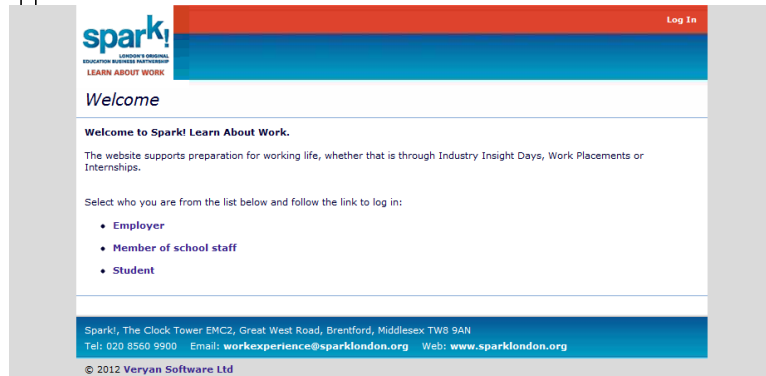 Log In
spark!
LONDON'S ORIGINAL
EDUCATION BUSINESS PARTNERSHIP
LEARN ABOUT WORK
Welcome
Welcome to Spark! Learn About Work.
The website supports preparation for working life, whether that is through Industry Insight Days, Work Placements or
Internships.
Select who you are from the list below and follow the link to log in:
• Employer
• Member of school staff
• Student
Spark!, The Clock Tower EMC2, Great West Road, Brentford, Middlesex TW8 9AN
Tel: 020 8560 9900 Email: workexperience@sparklondon.org Web: www.sparklondon.org
© 2012 Veryan Software Ltd